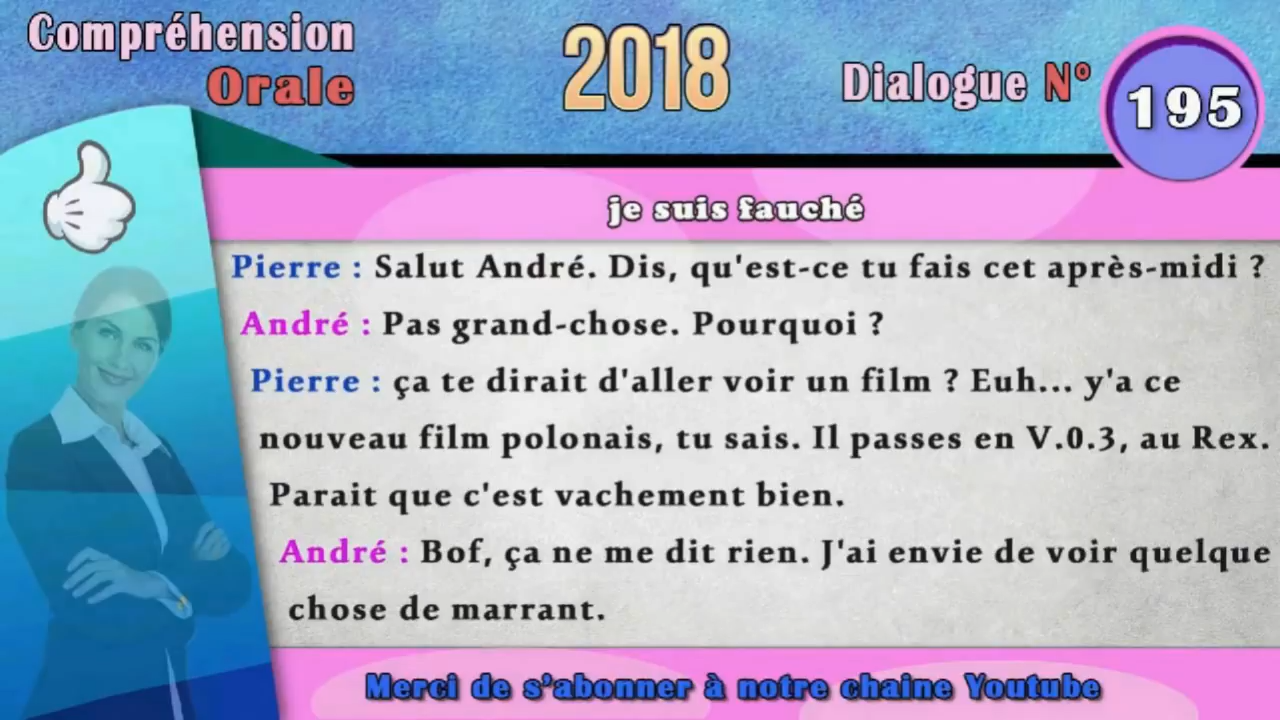 Compréhension
Orale
2018
Dialogue N°
195
je suis fauché
Pierre : Salut André. Dis, qu'est-ce tu fais cet après-midi ?
André : Pas grand-chose. Pourquoi ?
Pierre : ça te dirait d'aller voir un film ? Euh... y'a ce
nouveau film polonais, tu sais. Il passes en V.0.3, au Rex.
Parait que c'est vachement bien.
André : Bof, ça ne me dit rien. J'ai envie de voir quelque
chose de marrant.
Merci de s'abonner à notre chaine Youtube